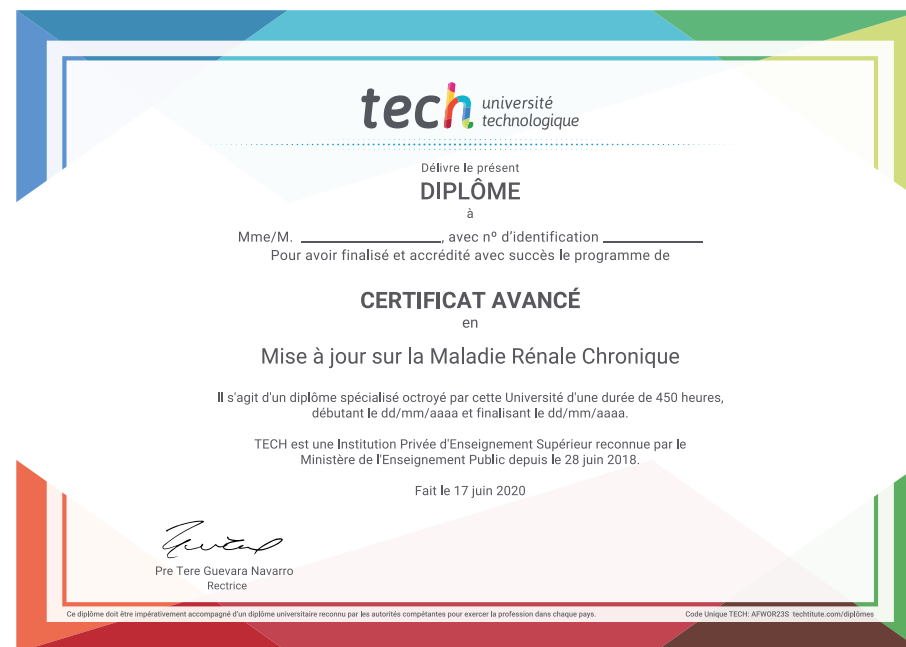 tech université
technologique
Délivre le présent
DIPLÔME
à
Mme/M. ____________________, avec nº d'identification ______________
Pour avoir finalisé et accrédité avec succès le programme de
CERTIFICAT AVANCÉ
en
Mise à jour sur la Maladie Rénale Chronique
Il s'agit d'un diplôme spécialisé octroyé par cette Université d'une durée de 450 heures,
débutant le dd/mm/aaaa et finalisant le dd/mm/aaaa.
TECH est une Institution Privée d'Enseignement Supérieur reconnue par le
Ministère de l'Enseignement Public depuis le 28 juin 2018.
Fait le 17 juin 2020
Pre Tere Guevara Navarro
Rectrice
Ce diplôme doit être impérativement accompagné d'un diplôme universitaire reconnu par les autorités compétentes pour exercer la profession dans chaque pays.
Code Unique TECH: AFWOR23S techtitute.com/diplômes